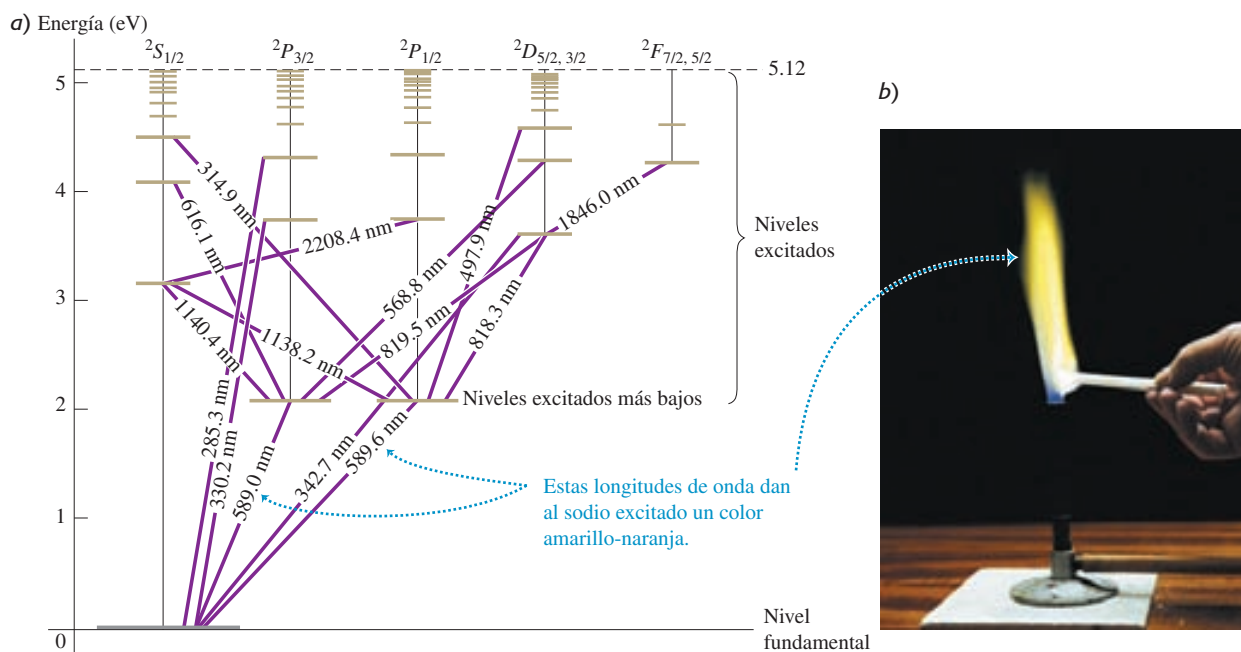 a) Energía (eV)
²S₁/₂
²P₃/₂
²P₁/₂
²D₅/₂, ₃/₂
²F₇/₂, ₅/₂
5
5.12
b)
314.9 nm
1846.0 nm
4
616.1 nm
2208.4 nm
497.9 nm
Niveles
excitados
568.8 nm
3
1140.4 nm
1138.2 nm
819.5 nm
818.3 nm
2
Niveles excitados más bajos
285.3 nm
330.2 nm
589.0 nm
342.7 nm
589.6 nm
Estas longitudes de onda dan
al sodio excitado un color
amarillo-naranja.
1
0
Nivel
fundamental